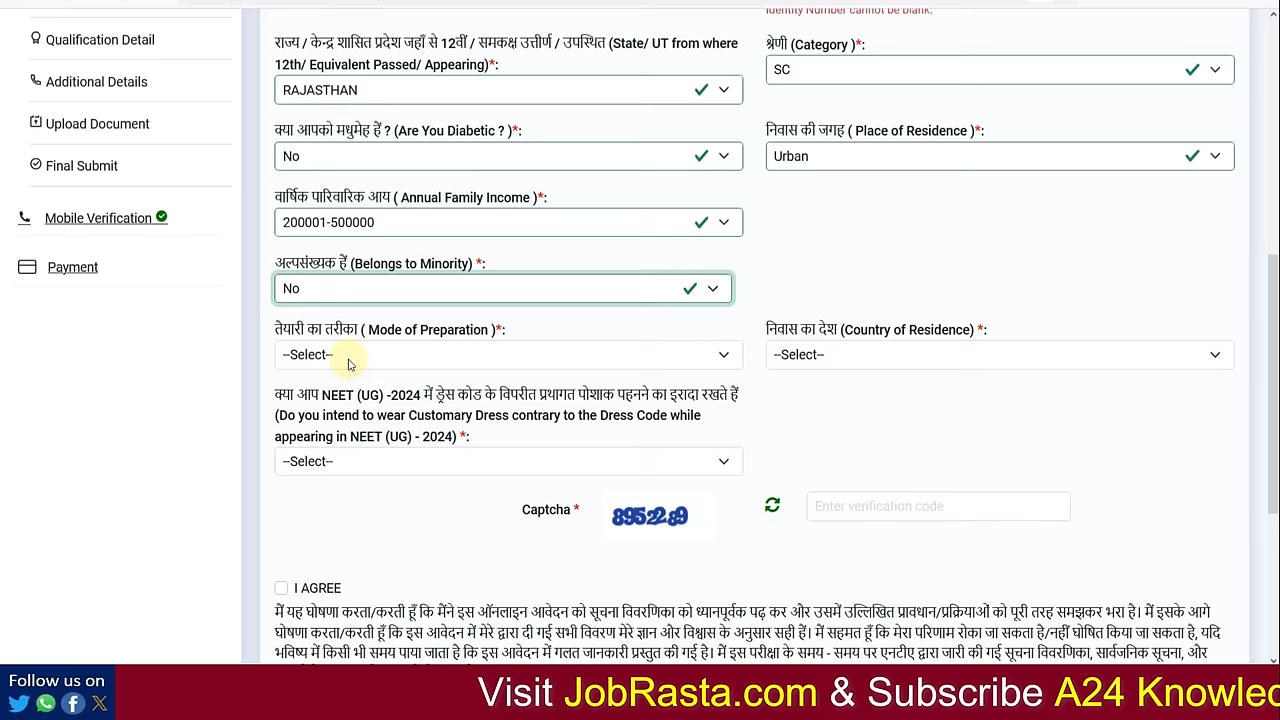 Identity Number cannot be blank.
Qualification Detail
Additional Details
Upload Document
Final Submit
Mobile Verification
Payment
राज्य / केन्द्र शासित प्रदेश जहाँ से 12वीं / समकक्ष उत्तीर्ण / उपस्थित (State/ UT from where
12th/ Equivalent Passed/ Appearing)*:
RAJASTHAN
श्रेणी (Category )*:
SC
क्या आपको मधुमेह हैं ? (Are You Diabetic ? )*:
No
निवास की जगह ( Place of Residence )*:
Urban
वार्षिक पारिवारिक आय ( Annual Family Income )*:
200001-500000
अल्पसंख्यक हैं (Belongs to Minority) *:
No
तैयारी का तरीका ( Mode of Preparation )*:
--Select--
निवास का देश (Country of Residence) *:
--Select--
क्या आप NEET (UG) -2024 में ड्रेस कोड के विपरीत प्रथागत पोशाक पहनने का इरादा रखते हैं
(Do you intend to wear Customary Dress contrary to the Dress Code while
appearing in NEET (UG) - 2024) *:
--Select--
Captcha *
8952289
Enter verification code
I AGREE
में यह घोषणा करता/करती हूँ कि मैंने इस ऑनलाइन आवेदन को सूचना विवरणिका को ध्यानपूर्वक पढ़ कर और उसमें उल्लिखित प्रावधान/प्रक्रियाओं को पूरी तरह समझकर भरा है। में इसके आगे
घोषणा करता/करती हूँ कि इस आवेदन में मेरे द्वारा दी गई सभी विवरण मेरे ज्ञान और विश्वास के अनुसार सही हैं। में सहमत हूँ कि मेरा परिणाम रोका जा सकता है/नहीं घोषित किया जा सकता है, यदि
भविष्य में किसी भी समय पाया जाता है कि इस आवेदन में गलत जानकारी प्रस्तुत की गई है। में इस परीक्षा के समय - समय पर एनटीए द्वारा जारी की गई सूचना विवरणिका, सार्वजनिक सूचना, और
Follow us on
Visit JobRasta.com & Subscribe A24 Knowled